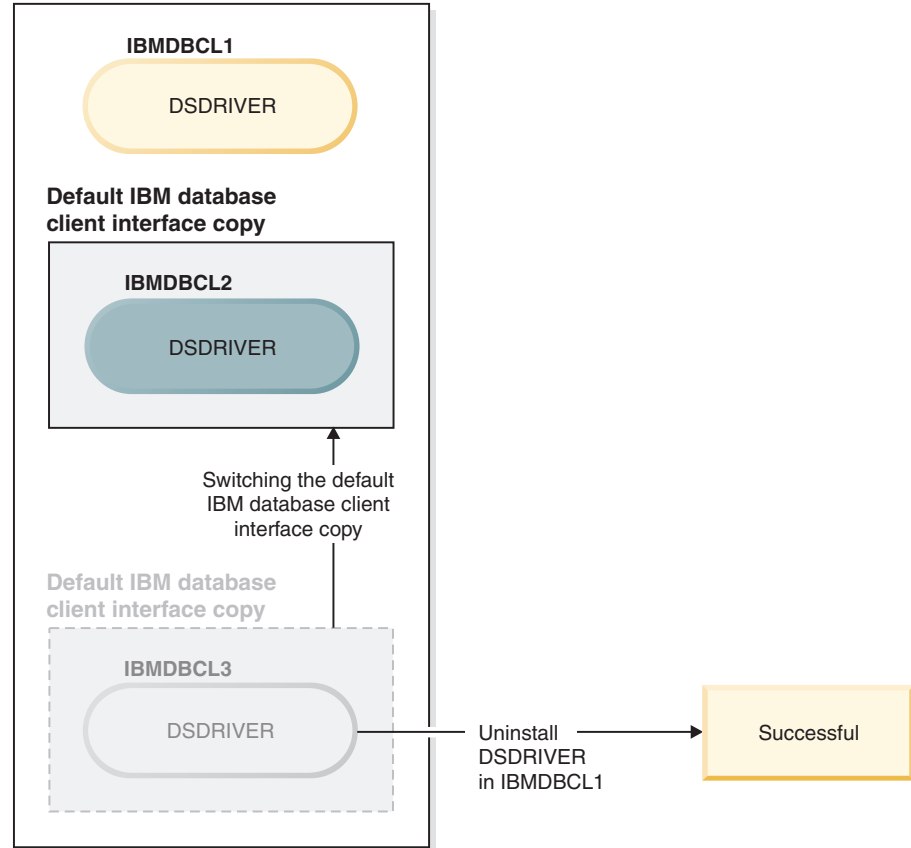 IBMDBCL1
DSDRIVER
Default IBM database
client interface copy
IBMDBCL2
DSDRIVER
Switching the default
IBM database client
interface copy
Default IBM database
client interface copy
IBMDBCL3
DSDRIVER
Uninstall
DSDRIVER
in IBMDBCL1
Successful